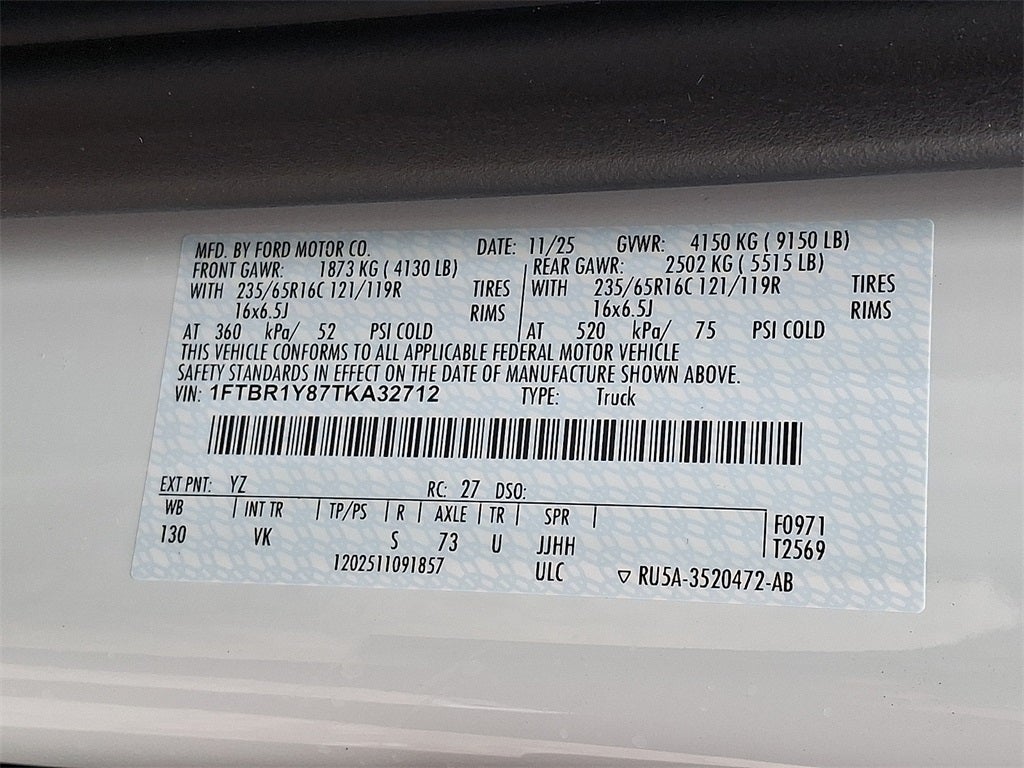 MFD. BY FORD MOTOR CO. DATE: 11/25 GVWR: 4150 KG ( 9150 LB)
FRONT GAWR: 1873 KG ( 4130 LB) REAR GAWR: 2502 KG ( 5515 LB)
WITH 235/65R16C 121/119R TIRES WITH 235/65R16C 121/119R TIRES
16x6.5J RIMS 16x6.5J RIMS
AT 360 kPa/ 52 PSI COLD AT 520 kPa/ 75 PSI COLD
THIS VEHICLE CONFORMS TO ALL APPLICABLE FEDERAL MOTOR VEHICLE
SAFETY STANDARDS IN EFFECT ON THE DATE OF MANUFACTURE SHOWN ABOVE.
VIN: 1FTBR1Y87TKA32712 TYPE: Truck
EXT PNT: YZ RC: 27 DSO:
WB INT TR TP/PS R AXLE TR SPR F0971
130 VK S 73 U JJHH T2569
1202511091857 ULC ▽ RU5A-3520472-AB